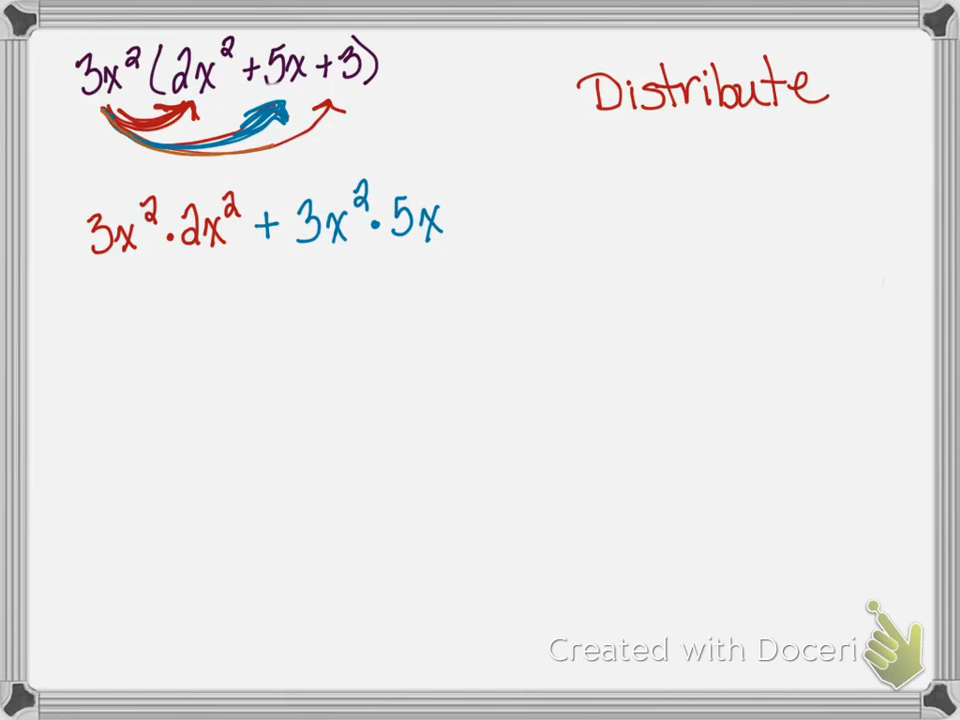 3x² (2x² + 5x + 3)
Distribute
3x² · 2x² + 3x² · 5x
Created with Doceri